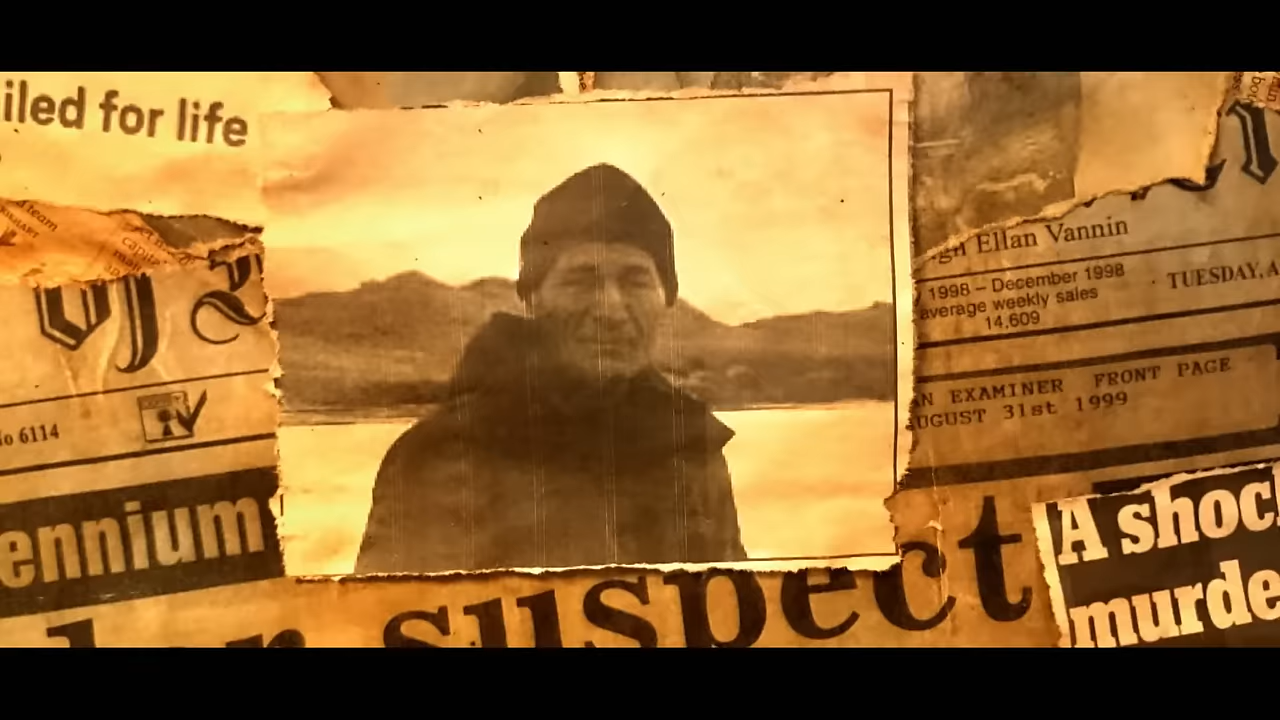 iled for life
gh Ellan Vannin
1998 – December 1998
average weekly sales
14,609
TUESDAY, A
No 6114
N EXAMINER FRONT PAGE
UGUST 31st 1999
ennium
suspect
A shoc
murde